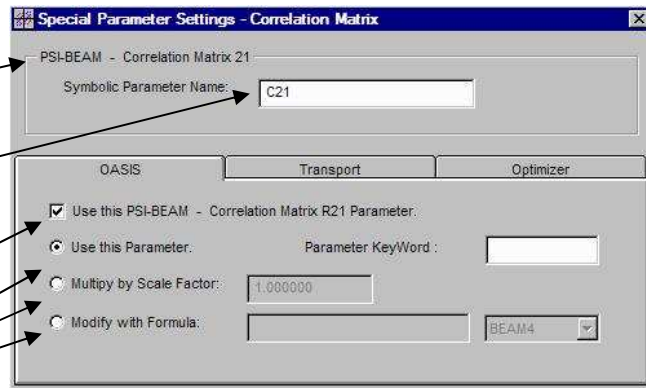 Special Parameter Settings - Correlation Matrix
PSI-BEAM - Correlation Matrix 21
Symbolic Parameter Name: C21
OASIS Transport Optimizer
Use this PSI-BEAM - Correlation Matrix R21 Parameter.
Use this Parameter. Parameter KeyWord :
Multipy by Scale Factor: 1.000000
Modify with Formula: BEAM4